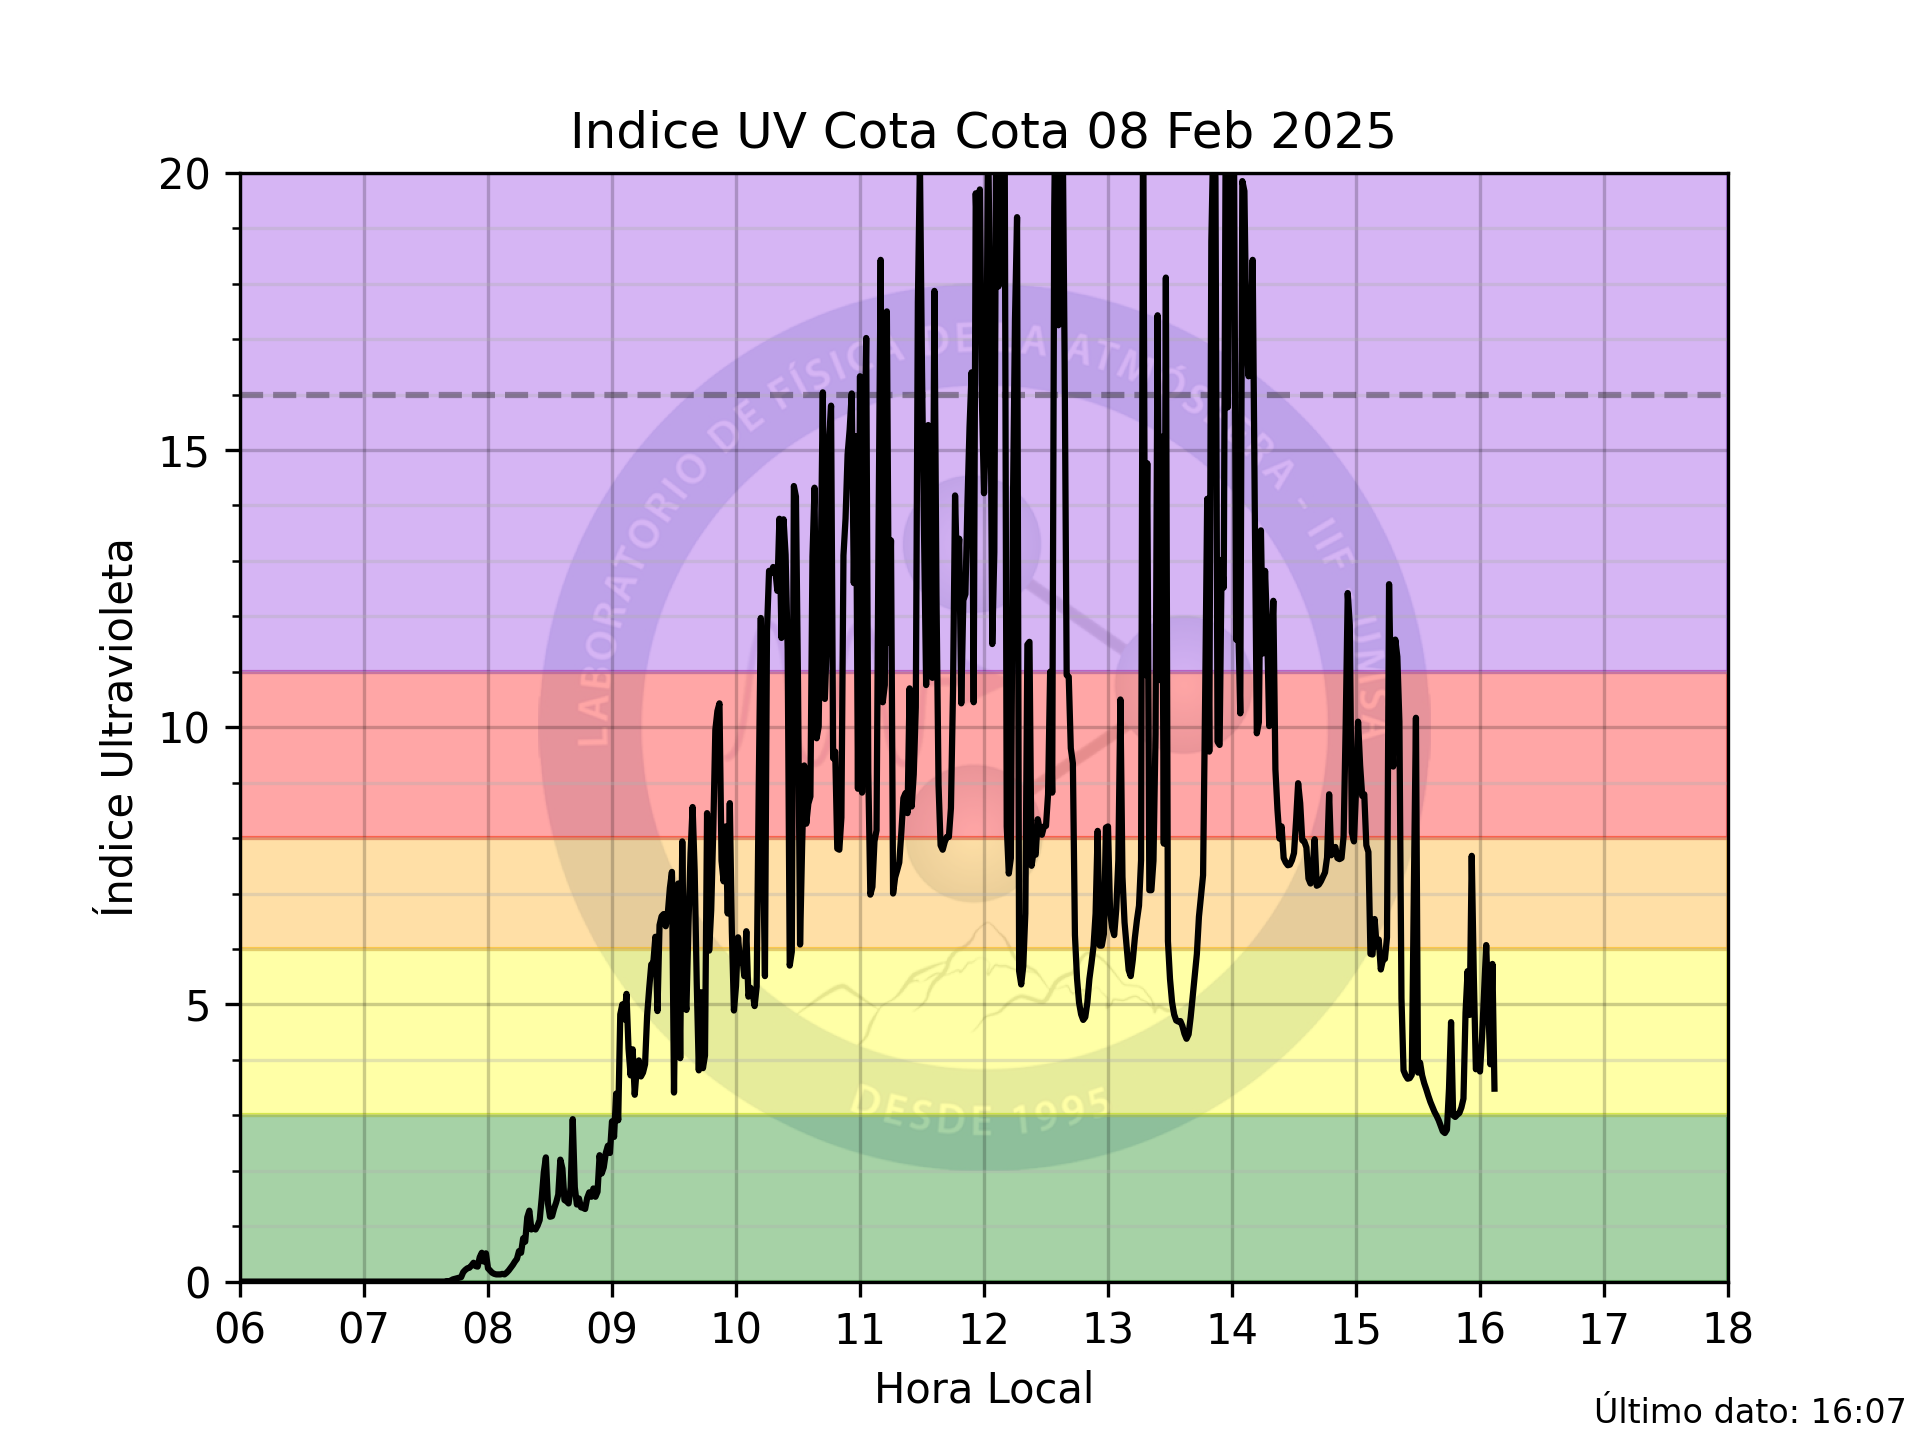 Indice UV Cota Cota 08 Feb 2025
20
15
10
5
0
Índice Ultravioleta
LABORATORIO DE FÍSICA DE LA ATMÓSFERA - IIF UMSA
DESDE 1995
06 07 08 09 10 11 12 13 14 15 16 17 18
Hora Local
Último dato: 16:07